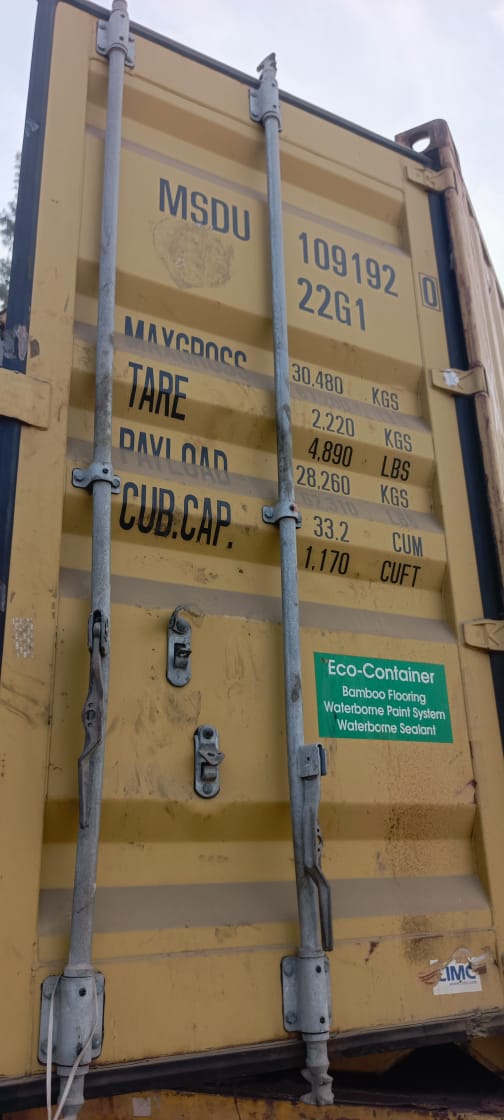 MSDU
109192 0
22G1
MAXGROSS 30,480 KGS
TARE 2,220 KGS
4,890 LBS
PAYLOAD 28,260 KGS
CUB.CAP. 33.2 CUM
1,170 CUFT
Eco-Container
Bamboo Flooring
Waterborne Paint System
Waterborne Sealant
CIMC